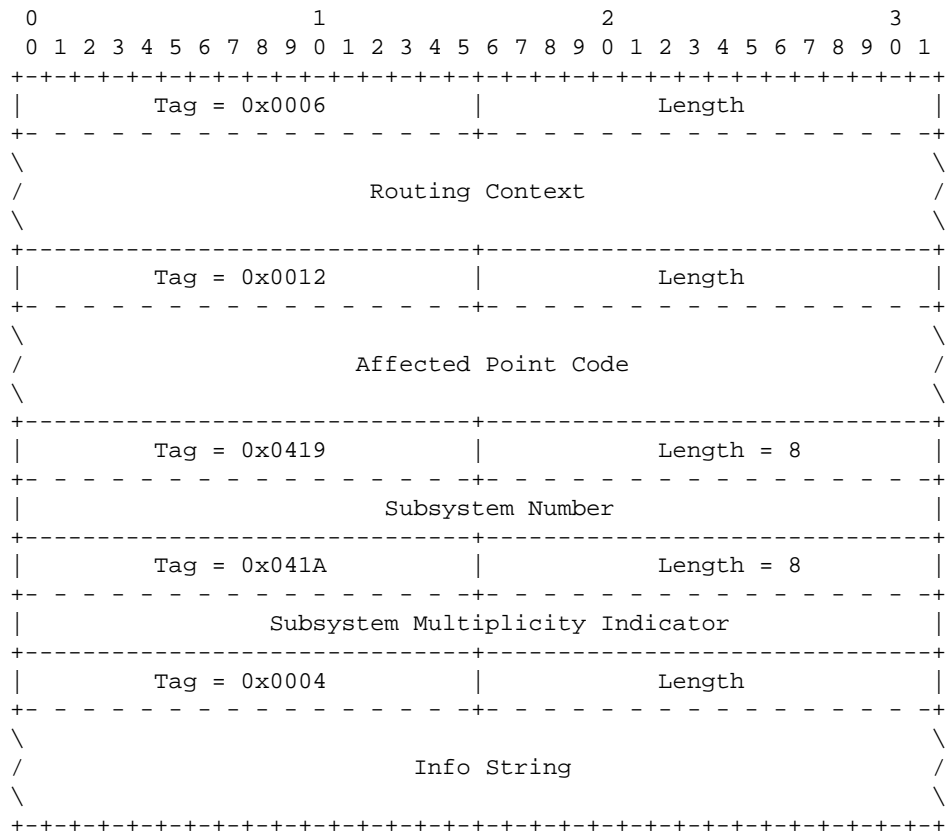 0                   1                   2                   3
 0 1 2 3 4 5 6 7 8 9 0 1 2 3 4 5 6 7 8 9 0 1 2 3 4 5 6 7 8 9 0 1
+-+-+-+-+-+-+-+-+-+-+-+-+-+-+-+-+-+-+-+-+-+-+-+-+-+-+-+-+-+-+-+-+
|         Tag = 0x0006          |            Length             |
+- - - - - - - - - - - - - - - -+- - - - - - - - - - - - - - - -+
\                                                               \
/                        Routing Context                        /
\                                                               \
+-------------------------------+-------------------------------+
|         Tag = 0x0012          |            Length             |
+- - - - - - - - - - - - - - - -+- - - - - - - - - - - - - - - -+
\                                                               \
/                       Affected Point Code                     /
\                                                               \
+-------------------------------+-------------------------------+
|         Tag = 0x0419          |            Length = 8         |
+- - - - - - - - - - - - - - - -+- - - - - - - - - - - - - - - -+
|                         Subsystem Number                      |
+-------------------------------+-------------------------------+
|         Tag = 0x041A          |            Length = 8         |
+- - - - - - - - - - - - - - - -+- - - - - - - - - - - - - - - -+
|                 Subsystem Multiplicity Indicator              |
+-------------------------------+-------------------------------+
|         Tag = 0x0004          |            Length             |
+- - - - - - - - - - - - - - - -+- - - - - - - - - - - - - - - -+
\                                                               \
/                           Info String                         /
\                                                               \
+-+-+-+-+-+-+-+-+-+-+-+-+-+-+-+-+-+-+-+-+-+-+-+-+-+-+-+-+-+-+-+-+